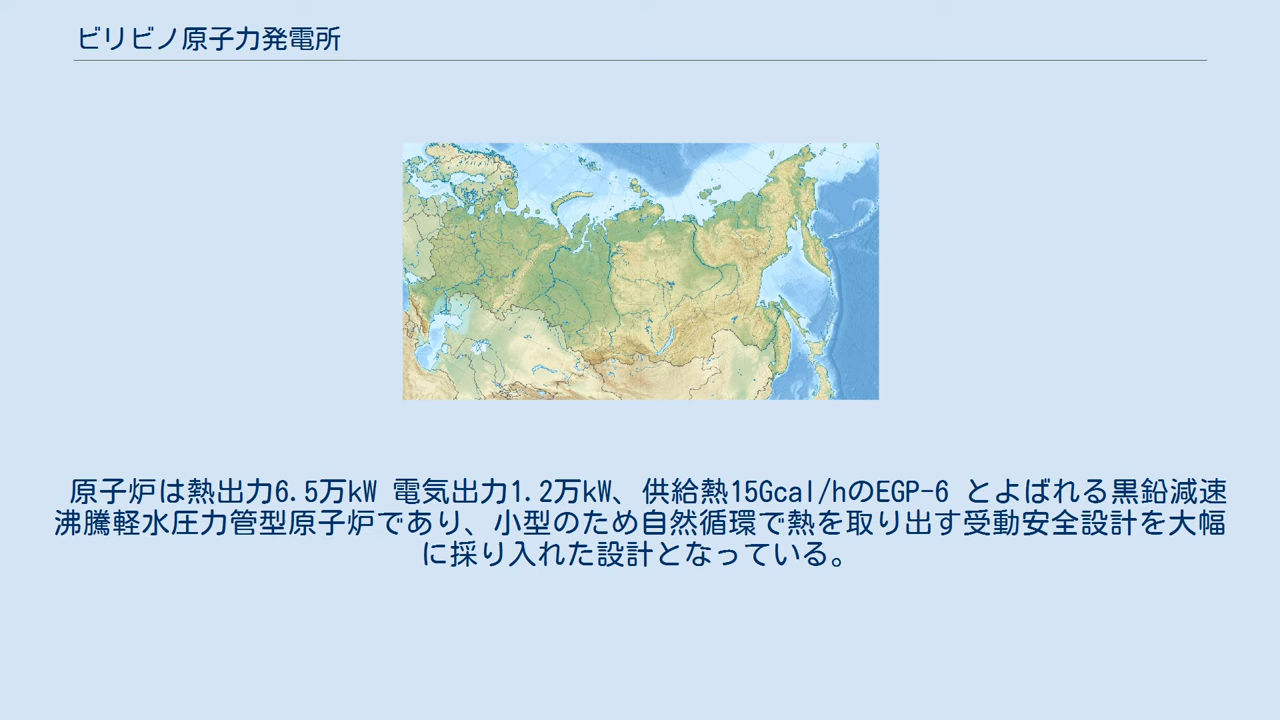 ビリビノ原子力発電所
原子炉は熱出力6.5万kW 電気出力1.2万kW、供給熱15Gcal/hのEGP-6 とよばれる黒鉛減速
沸騰軽水圧力管型原子炉であり、小型のため自然循環で熱を取り出す受動安全設計を大幅
に採り入れた設計となっている。